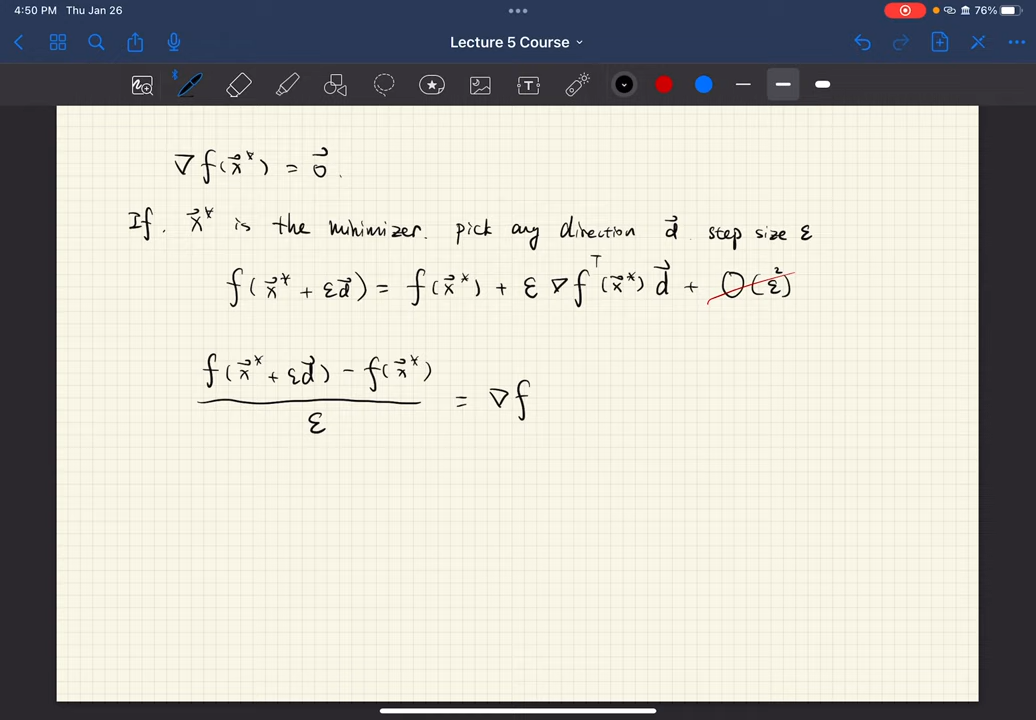 4:50 PM Thu Jan 26
76%
Lecture 5 Course
T
∇f(x⃗*) = 0⃗.
If. x⃗* is the minimizer. pick any direction d⃗. step size ε
f(x⃗* + εd⃗) = f(x⃗*) + ε∇fᵀ(x⃗*)d⃗ + O(ε²)
f(x⃗* + εd⃗) − f(x⃗*)
ε
= ∇f